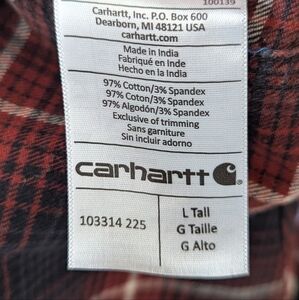 100139
Carhartt, Inc. P.O. Box 600
Dearborn, MI 48121 USA
carhartt.com
Made in India
Fabriqué en Inde
Hecho en la India
97% Cotton/3% Spandex
97% Coton/3% Spandex
97% Algodón/3% Spandex
Exclusive of trimming
Sans garniture
Sin incluir adorno
carhartt
103314 225
L Tall
G Taille
G Alto